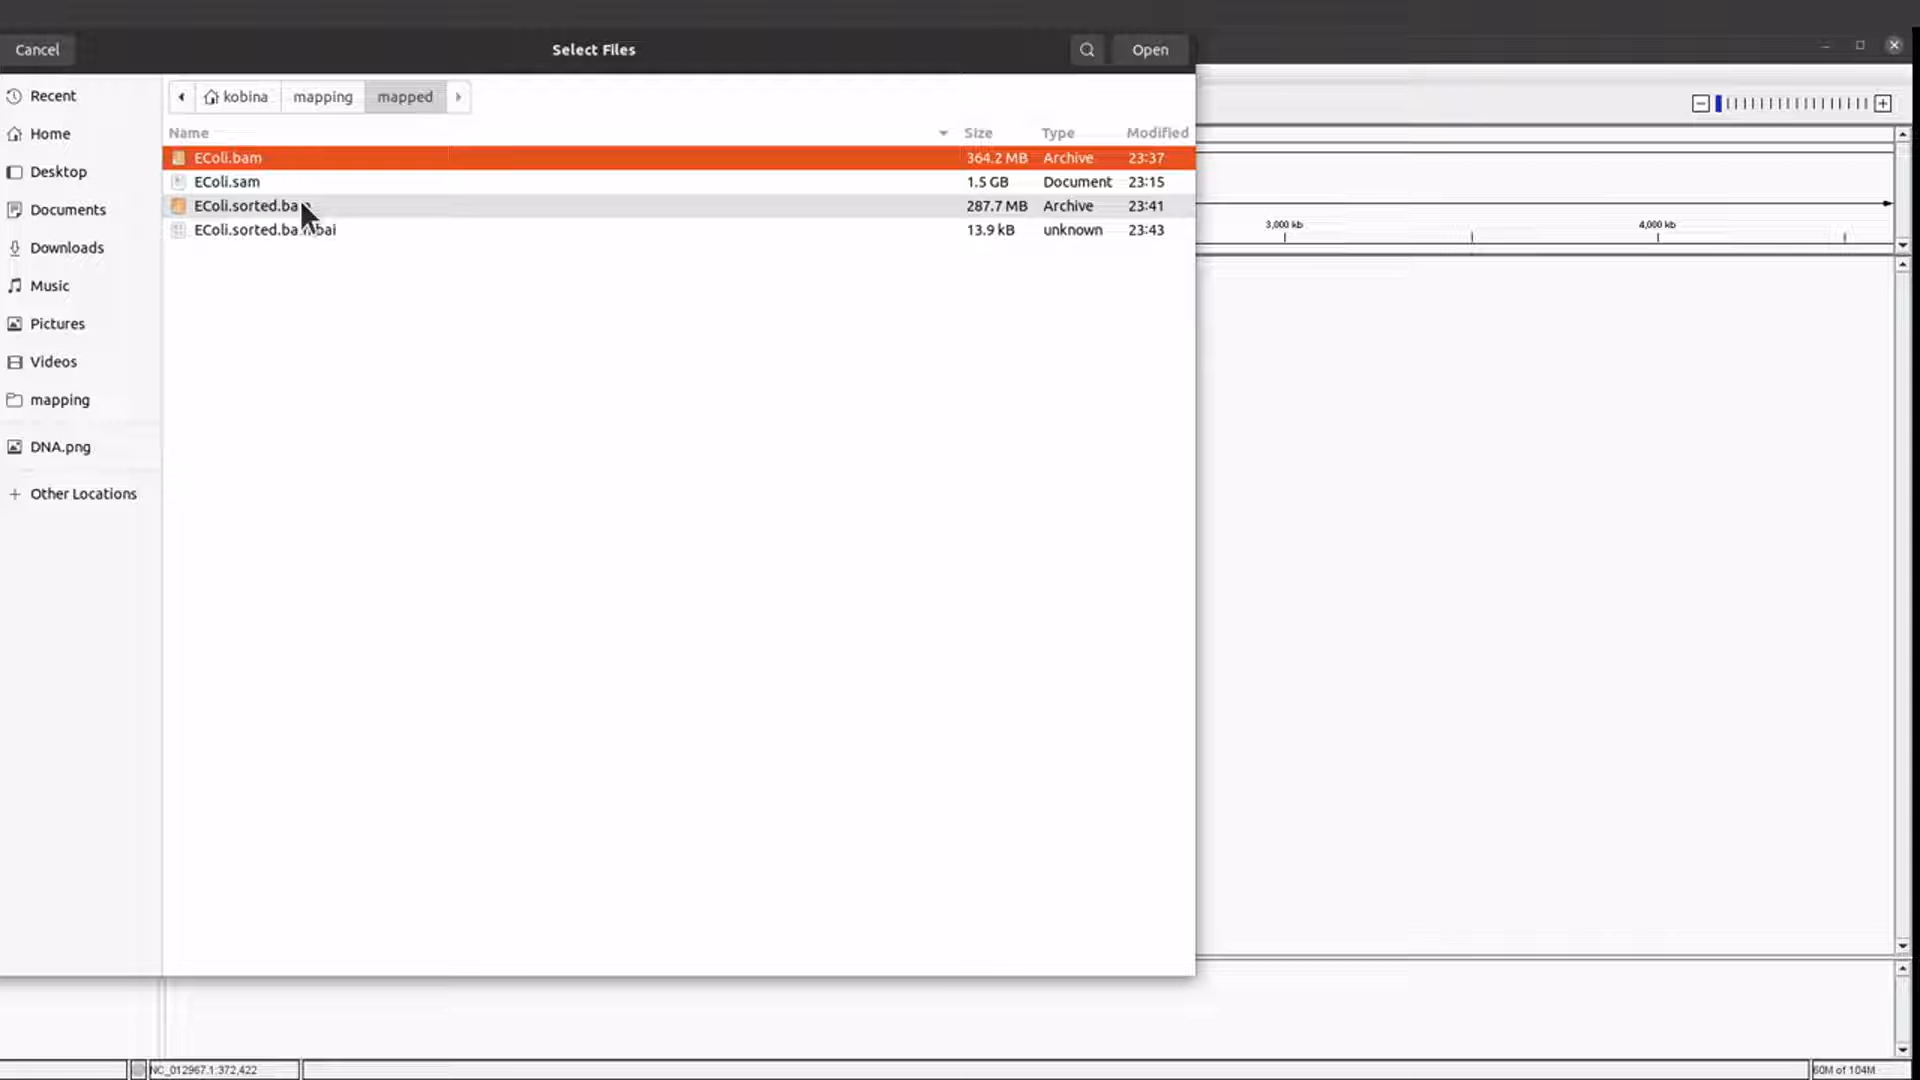 Cancel
Select Files
Open
Recent
Home
Desktop
Documents
Downloads
Music
Pictures
Videos
mapping
DNA.png
Other Locations
kobina mapping mapped
Name Size Type Modified
EColi.bam 364.2 MB Archive 23:37
EColi.sam 1.5 GB Document 23:15
EColi.sorted.ba 287.7 MB Archive 23:41
EColi.sorted.bam.bai 13.9 kB unknown 23:43
3,000 kb 4,000 kb
NC_012967.1:372,422
60M of 104M